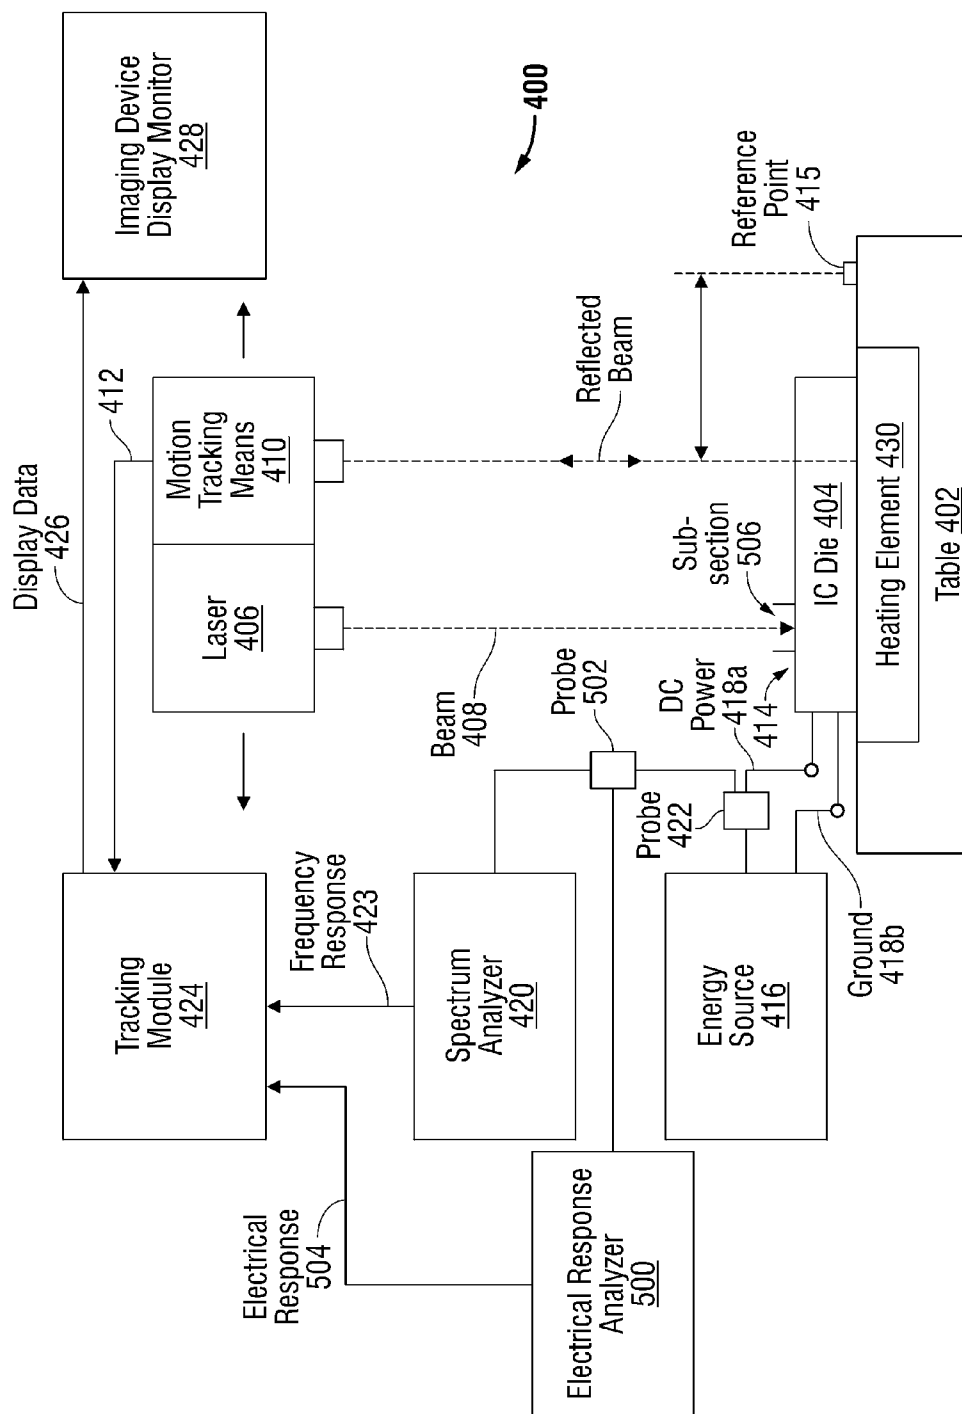 Imaging Device
Display Monitor
428
Display Data
426
412
Tracking
Module
424
Laser
406
Motion
Tracking
Means
410
400
Electrical
Response
504
Frequency
Response
423
Beam
408
Reflected
Beam
Reference
Point
415
Spectrum
Analyzer
420
Probe
502
Electrical Response
Analyzer
500
Probe
422
DC
Power
418a
414
Sub-
section
506
Energy
Source
416
IC Die 404
Heating Element 430
Ground
418b
Table 402